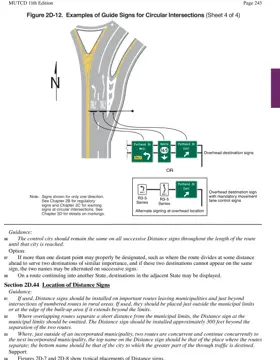 MUTCD 11th Edition
Page 245
Figure 2D-12. Examples of Guide Signs for Circular Intersections (Sheet 4 of 4)
N
Overhead destination signs
OR
Note: Signs shown for only one direction.
See Chapter 2B for regulatory
signs and Chapter 2C for warning
signs at circular intersections. See
Chapter 3D for details on markings.
R3-5
Series
R3-5
Series
Overhead destination sign
with mandatory movement
lane control signs
Alternate signing at overhead location
Guidance:
The control city should remain the same on all successive Distance signs throughout the length of the route
until that city is reached.
Option:
If more than one distant point may properly be designated, such as where the route divides at some distance
ahead to serve two destinations of similar importance, and if these two destinations cannot appear on the same
sign, the two names may be alternated on successive signs.
On a route continuing into another State, destinations in the adjacent State may be displayed.
Section 2D.44 Location of Distance Signs
Guidance:
If used, Distance signs should be installed on important routes leaving municipalities and just beyond
intersections of numbered routes in rural areas. If used, they should be placed just outside the municipal limits
or at the edge of the built-up area if it extends beyond the limits.
Where overlapping routes separate a short distance from the municipal limits, the Distance sign at the
municipal limits should be omitted. The Distance sign should be installed approximately 300 feet beyond the
separation of the two routes.
Where, just outside of an incorporated municipality, two routes are concurrent and continue concurrently to
the next incorporated municipality, the top name on the Distance sign should be that of the place where the routes
separate; the bottom name should be that of the city to which the greater part of the through traffic is destined.
Support:
Figures 2D-7 and 2D-8 show typical placements of Distance signs.